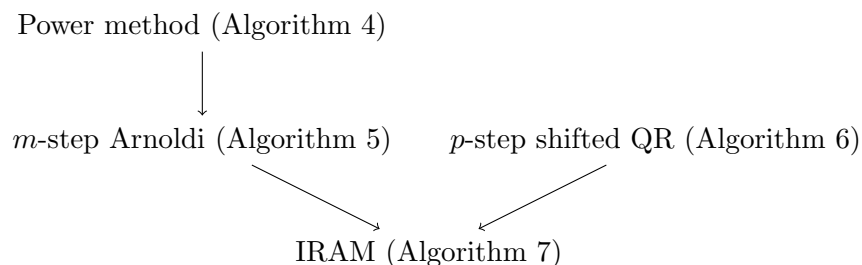 Power method (Algorithm 4)
m-step Arnoldi (Algorithm 5) p-step shifted QR (Algorithm 6)
IRAM (Algorithm 7)